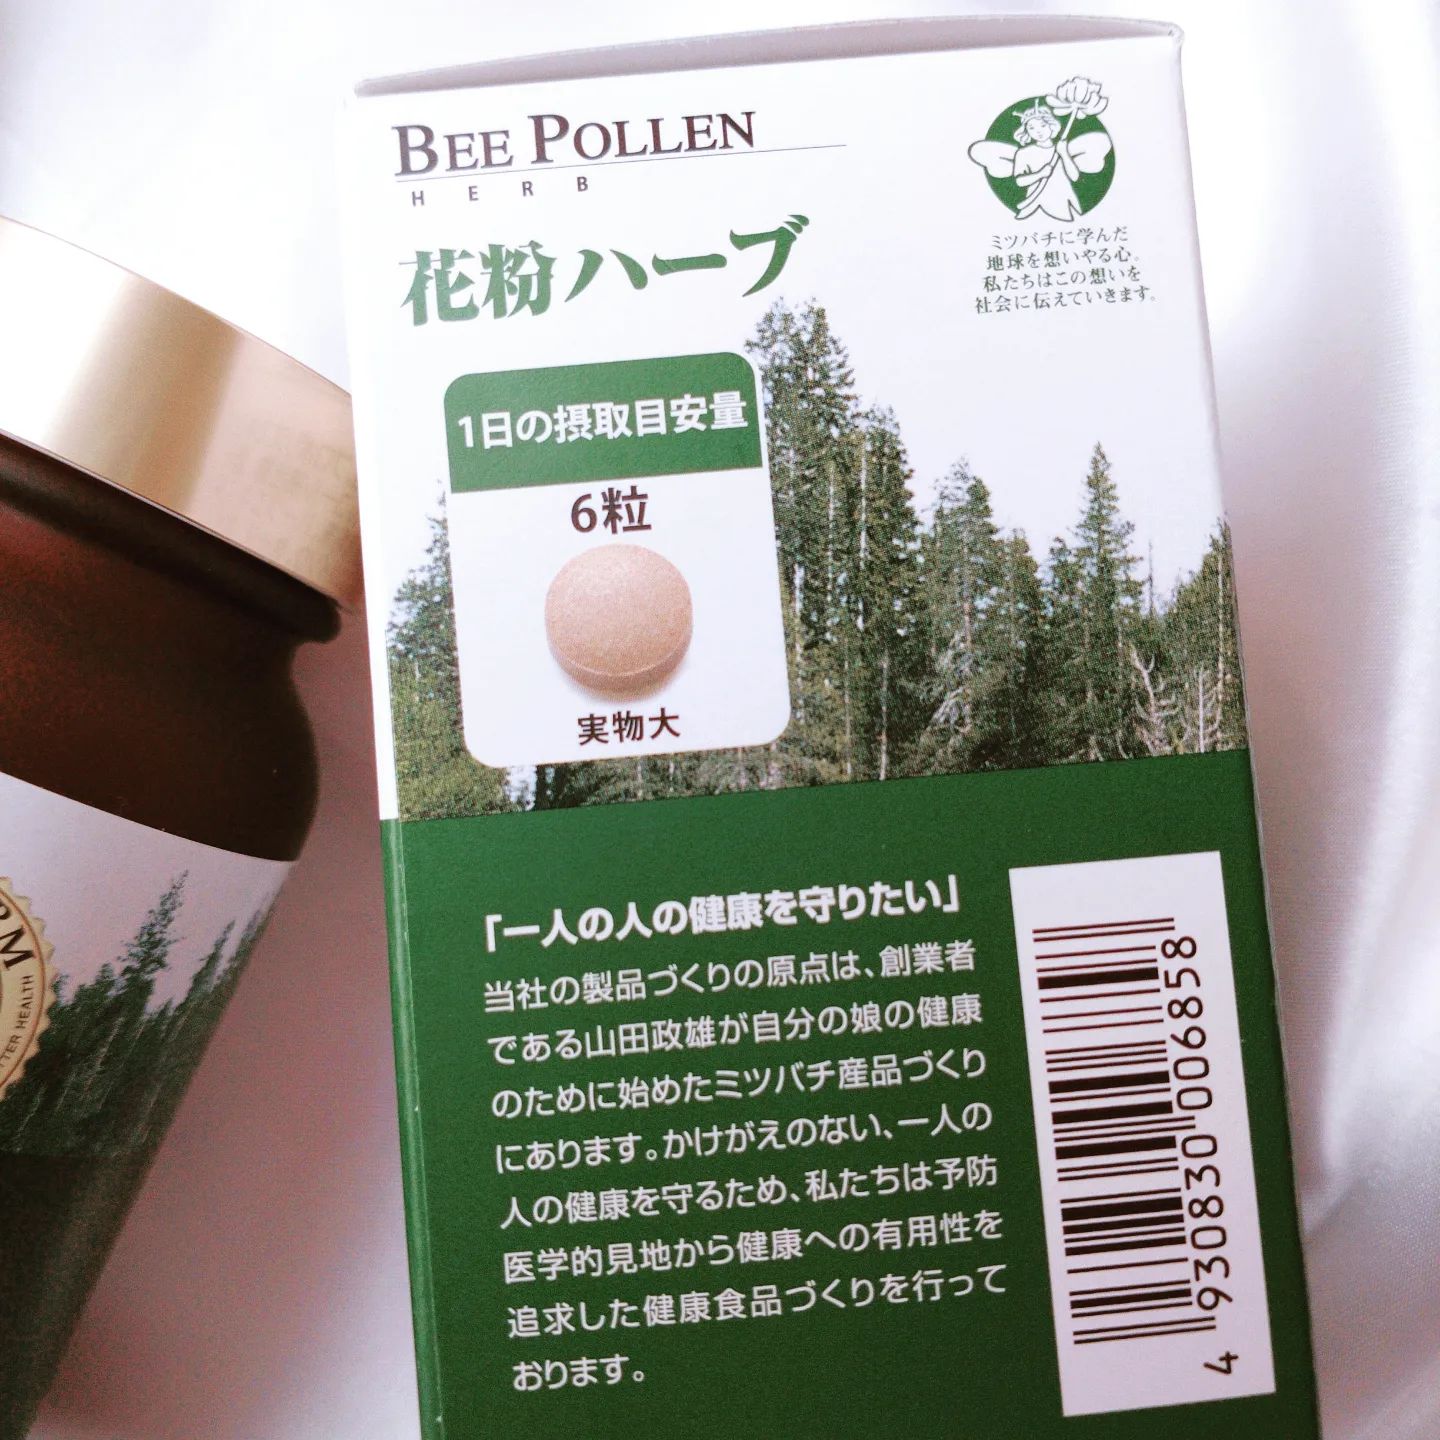 BEE POLLEN
HERB
花粉ハーブ
ミツバチに学んだ
地球を想いやる心。
私たちはこの想いを
社会に伝えていきます。
1日の摂取目安量
6粒
実物大
「一人の人の健康を守りたい」
当社の製品づくりの原点は、創業者
である山田政雄が自分の娘の健康
のために始めたミツバチ産品づくり
にあります。かけがえのない、一人の
人の健康を守るため、私たちは予防
医学的見地から健康への有用性を
追求した健康食品づくりを行って
おります。
4 930830 006858
TTER HEALTH